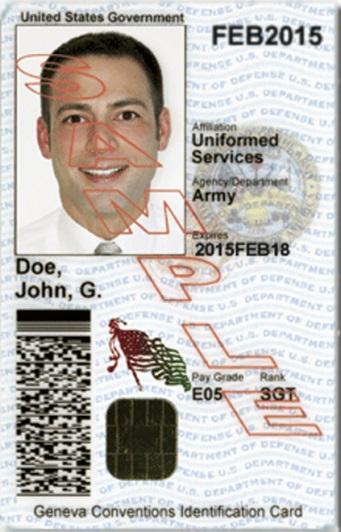 United States Government
FEB2015
SAMPLE
Affiliation
Uniformed
Services
Agency/Department
Army
Expires
2015FEB18
Doe,
John, G.
Pay Grade Rank
E05 SGT
Geneva Conventions Identification Card